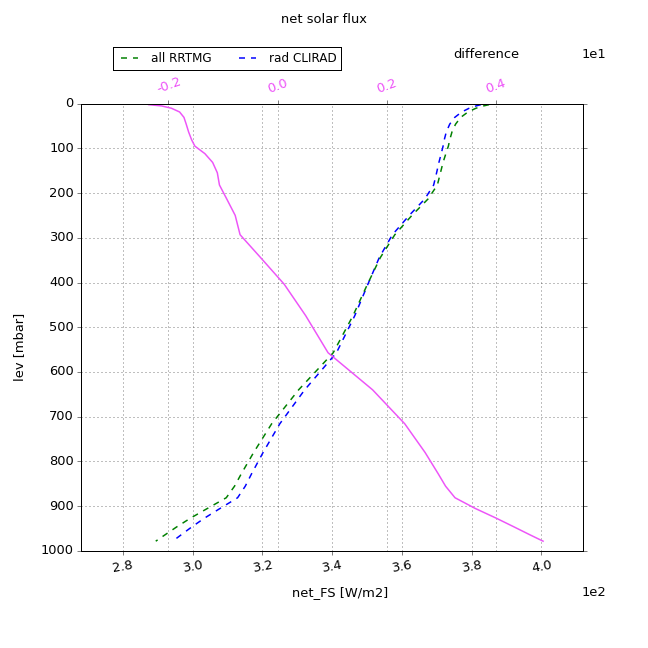 net solar flux
all RRTMG rad CLIRAD difference 1e1
-0.2 0.0 0.2 0.4
0
100
200
300
400
500
600
700
800
900
1000
lev [mbar]
2.8 3.0 3.2 3.4 3.6 3.8 4.0
net_FS [W/m2] 1e2